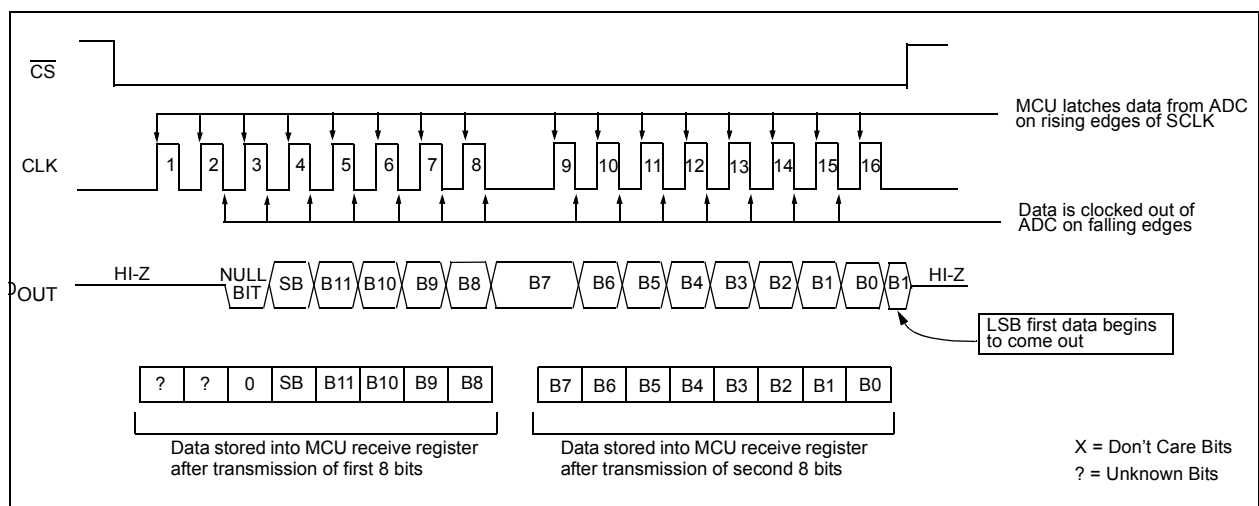 CS
MCU latches data from ADC
on rising edges of SCLK
CLK
1 2 3 4 5 6 7 8 9 10 11 12 13 14 15 16
Data is clocked out of
ADC on falling edges
DOUT
HI-Z
NULL
BIT
SB B11 B10 B9 B8 B7 B6 B5 B4 B3 B2 B1 B0 B1
HI-Z
LSB first data begins
to come out
? ? 0 SB B11 B10 B9 B8
B7 B6 B5 B4 B3 B2 B1 B0
Data stored into MCU receive register
after transmission of first 8 bits
Data stored into MCU receive register
after transmission of second 8 bits
X = Don't Care Bits
? = Unknown Bits